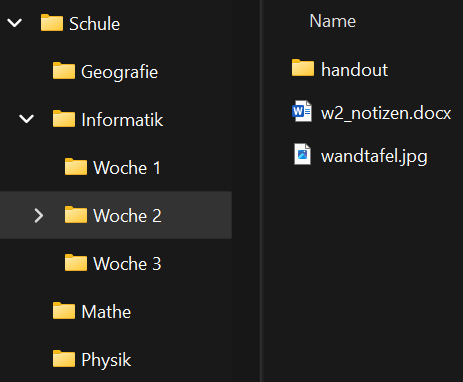 Schule
Geografie
Informatik
Woche 1
Woche 2
Woche 3
Mathe
Physik
Name
handout
w2_notizen.docx
wandtafel.jpg